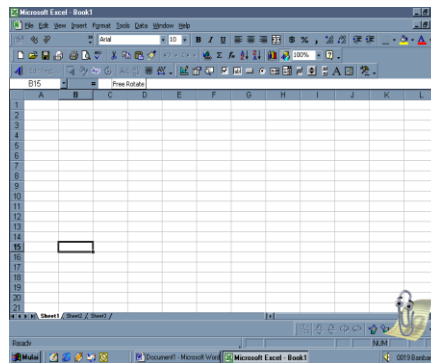 Microsoft Excel - Book1
File Edit View Insert Format Tools Data Window Help
Arial 10 B I U $ % ,
Σ 100%
B15 =
Free Rotate
A B C D E F G H I J K L
1
2
3
4
5
6
7
8
9
10
11
12
13
14
15
16
17
18
19
20
21
Sheet1 Sheet2 Sheet3
Ready NUM
Mulai Document1 - Microsoft Word Microsoft Excel - Book1